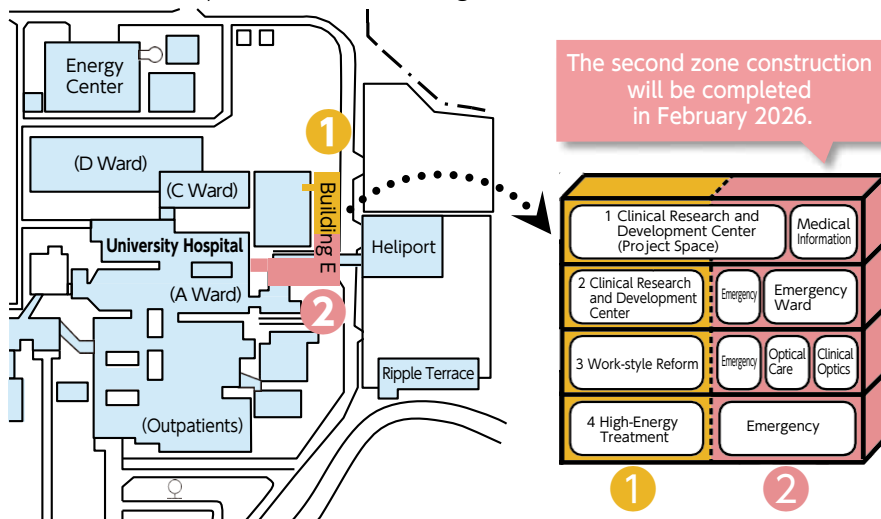 Energy
Center
(D Ward)
(C Ward)
University Hospital
(A Ward)
(Outpatients)
1
Building E
2
Heliport
Ripple Terrace
The second zone construction
will be completed
in February 2026.
1 Clinical Research and
Development Center
(Project Space)
Medical
Information
2 Clinical Research
and Development
Center
Emergency
Emergency
Ward
3 Work-style Reform
Emergency
Optical
Care
Clinical
Optics
4 High-Energy
Treatment
Emergency
1
2